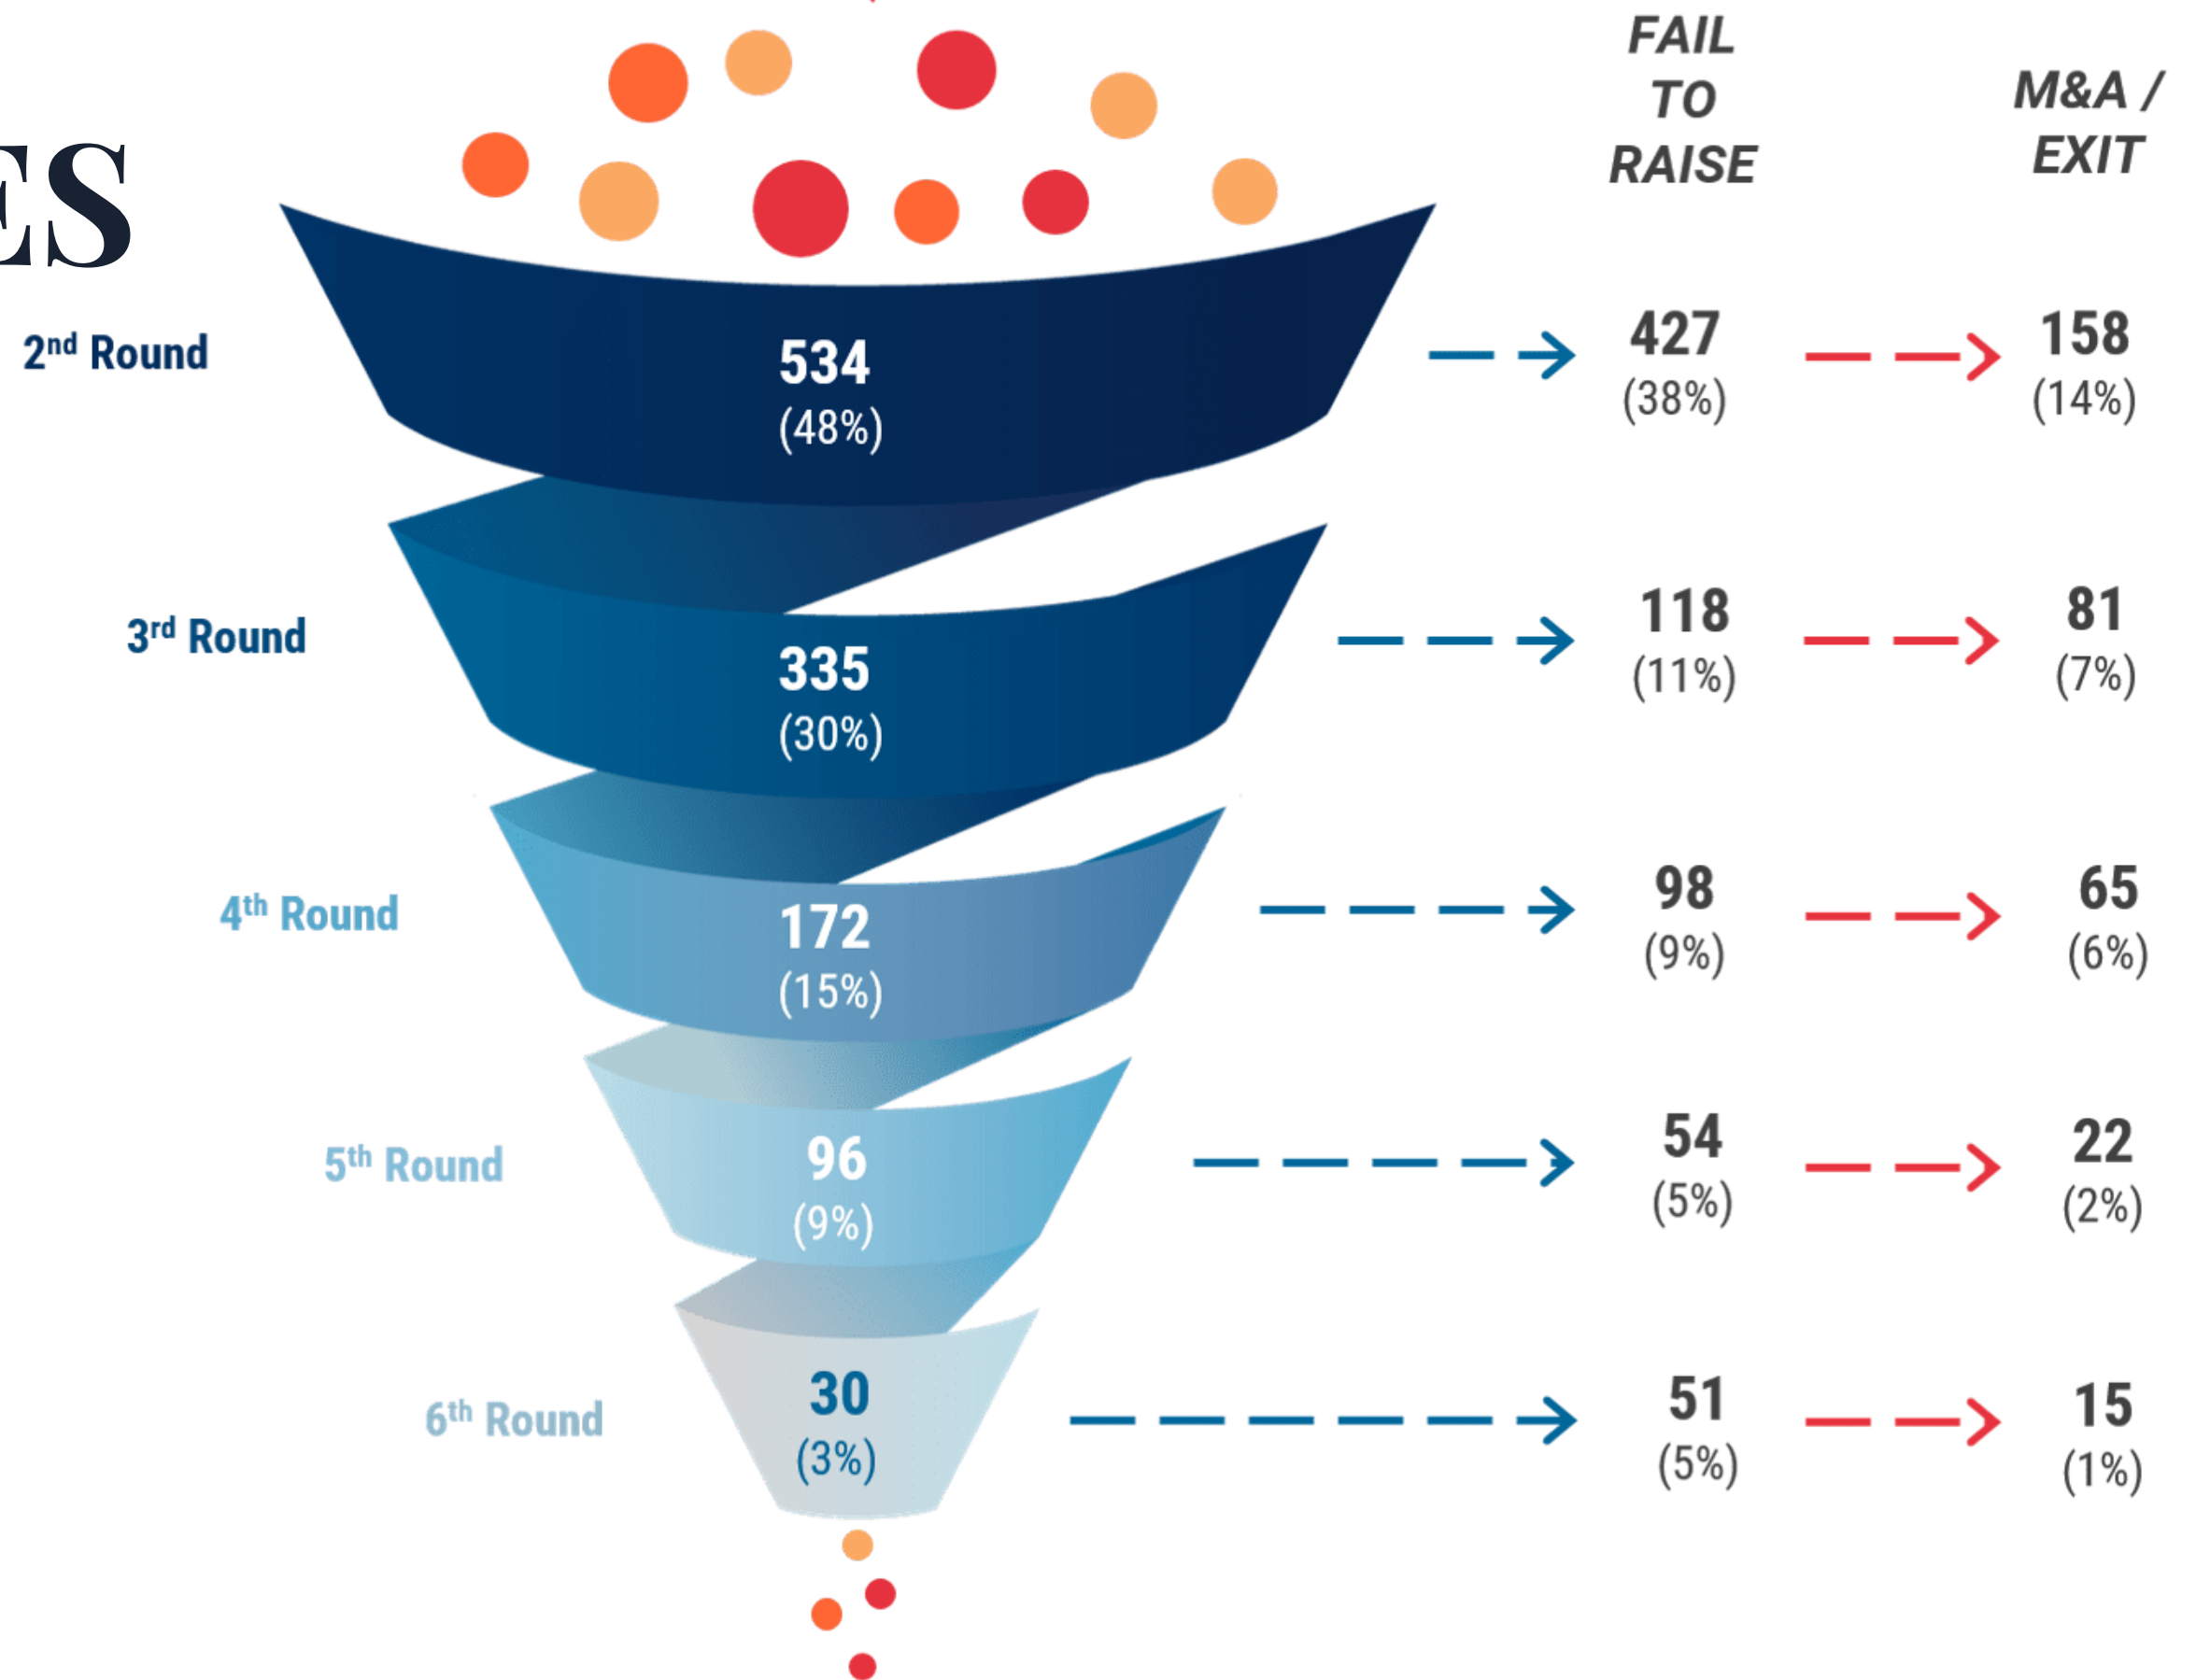 FAIL
TO
RAISE
M&A /
EXIT
ES
2nd Round
534
(48%)
427
(38%)
158
(14%)
3rd Round
335
(30%)
118
(11%)
81
(7%)
4th Round
172
(15%)
98
(9%)
65
(6%)
5th Round
96
(9%)
54
(5%)
22
(2%)
6th Round
30
(3%)
51
(5%)
15
(1%)